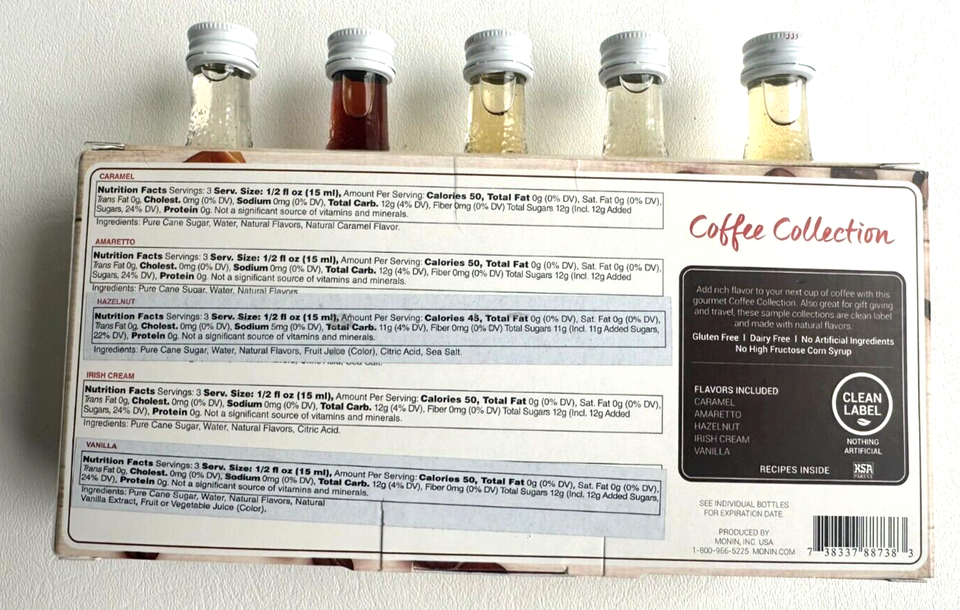 CARAMEL
Nutrition Facts Servings: 3 Serv. Size: 1/2 fl oz (15 ml), Amount Per Serving: Calories 50, Total Fat 0g (0% DV), Sat. Fat 0g (0% DV),
Trans Fat 0g, Cholest. 0mg (0% DV), Sodium 0mg (0% DV), Total Carb. 12g (4% DV), Fiber 0mg (0% DV) Total Sugars 12g (Incl. 12g Added
Sugars, 24% DV), Protein 0g. Not a significant source of vitamins and minerals.
Ingredients: Pure Cane Sugar, Water, Natural Flavors, Natural Caramel Flavor.
AMARETTO
Nutrition Facts Servings: 3 Serv. Size: 1/2 fl oz (15 ml), Amount Per Serving: Calories 50, Total Fat 0g (0% DV), Sat. Fat 0g (0% DV),
Trans Fat 0g, Cholest. 0mg (0% DV), Sodium 0mg (0% DV), Total Carb. 12g (4% DV), Fiber 0mg (0% DV) Total Sugars 12g (Incl. 12g Added
Sugars, 24% DV), Protein 0g. Not a significant source of vitamins and minerals.
Ingredients: Pure Cane Sugar, Water, Natural Flavors
HAZELNUT
Nutrition Facts Servings: 3 Serv. Size: 1/2 fl oz (15 ml), Amount Per Serving: Calories 45, Total Fat 0g (0% DV), Sat. Fat 0g (0% DV),
Trans Fat 0g, Cholest. 0mg (0% DV), Sodium 5mg (0% DV), Total Carb. 11g (4% DV), Fiber 0mg (0% DV) Total Sugars 11g (Incl. 11g Added Sugars,
22% DV), Protein 0g. Not a significant source of vitamins and minerals.
Ingredients: Pure Cane Sugar, Water, Natural Flavors, Fruit Juice (Color), Citric Acid, Sea Salt.
IRISH CREAM
Nutrition Facts Servings: 3 Serv. Size: 1/2 fl oz (15 ml), Amount Per Serving: Calories 50, Total Fat 0g (0% DV), Sat. Fat 0g (0% DV),
Trans Fat 0g, Cholest. 0mg (0% DV), Sodium 0mg (0% DV), Total Carb. 12g (4% DV), Fiber 0mg (0% DV) Total Sugars 12g (Incl. 12g Added
Sugars, 24% DV), Protein 0g. Not a significant source of vitamins and minerals.
Ingredients: Pure Cane Sugar, Water, Natural Flavors, Citric Acid.
VANILLA
Nutrition Facts Servings: 3 Serv. Size: 1/2 fl oz (15 ml), Amount Per Serving: Calories 50, Total Fat 0g (0% DV), Sat. Fat 0g (0% DV),
Trans Fat 0g, Cholest. 0mg (0% DV), Sodium 0mg (0% DV), Total Carb. 12g (4% DV), Fiber 0mg (0% DV) Total Sugars 12g (Incl. 12g Added Sugars,
24% DV), Protein 0g. Not a significant source of vitamins and minerals.
Ingredients: Pure Cane Sugar, Water, Natural Flavors, Natural
Vanilla Extract, Fruit or Vegetable Juice (Color).
Coffee Collection
Add rich flavor to your next cup of coffee with this
gourmet Coffee Collection. Also great for gift giving
and travel, these sample collections are clean label
and made with natural flavors.
Gluten Free | Dairy Free | No Artificial Ingredients
No High Fructose Corn Syrup
FLAVORS INCLUDED
CARAMEL
AMARETTO
HAZELNUT
IRISH CREAM
VANILLA
CLEAN
LABEL
NOTHING
ARTIFICIAL
RECIPES INSIDE
KSA
PAREVE
SEE INDIVIDUAL BOTTLES
FOR EXPIRATION DATE.
PRODUCED BY
MONIN, INC. USA
1-800-966-5225 MONIN.COM
7 38337 88738 3